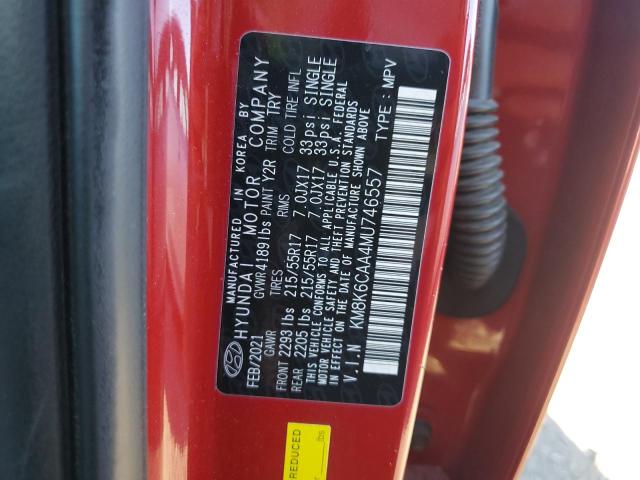 MANUFACTURED IN KOREA BY
HYUNDAI MOTOR COMPANY
FEB/2021 GVWR 4189lbs PAINT Y2R TRIM TRY
GAWR TIRES RIMS COLD TIRE INFL
FRONT 2293 lbs 215/55R17 7.0JX17 33psi SINGLE
REAR 2205 lbs 215/55R17 7.0JX17 33psi SINGLE
THIS VEHICLE CONFORMS TO ALL APPLICABLE U.S.A. FEDERAL
MOTOR VEHICLE SAFETY AND THEFT PREVENTION STANDARDS
IN EFFECT ON THE DATE OF MANUFACTURE SHOWN ABOVE
V.I.N KM8K6CAA4MU746557 TYPE : MPV
REDUCED
lbs